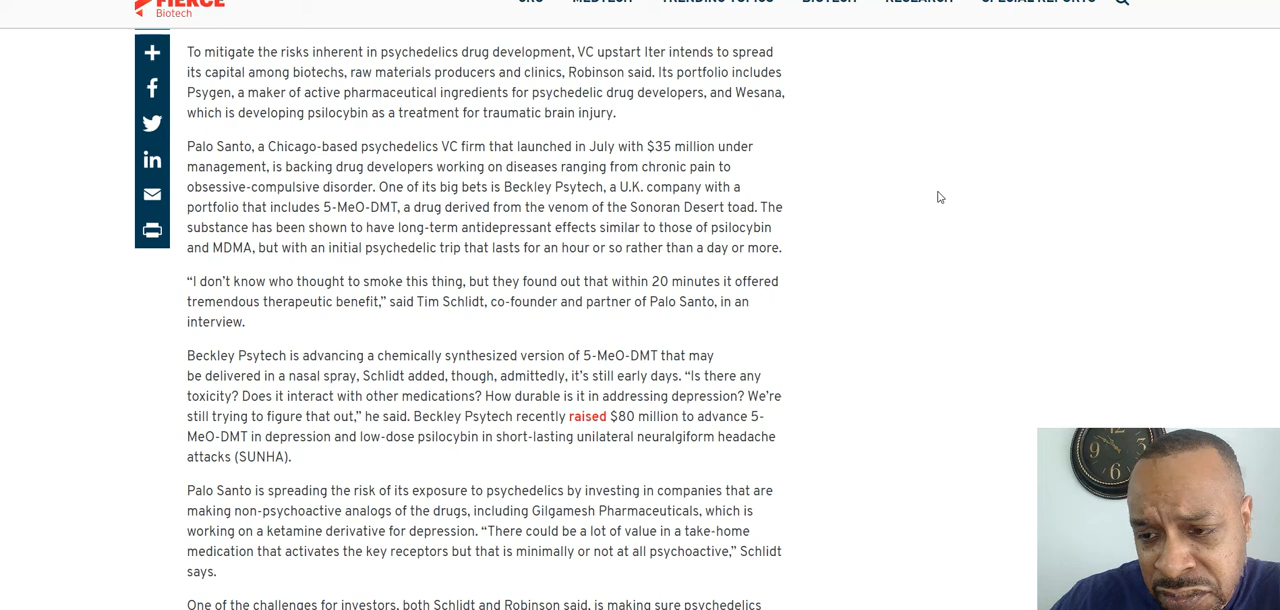 FIERCE
Biotech
CRO MEDTECH TRENDING TOPICS BIOTECH RESEARCH SPECIAL REPORTS
To mitigate the risks inherent in psychedelics drug development, VC upstart Iter intends to spread
its capital among biotechs, raw materials producers and clinics, Robinson said. Its portfolio includes
Psygen, a maker of active pharmaceutical ingredients for psychedelic drug developers, and Wesana,
which is developing psilocybin as a treatment for traumatic brain injury.
Palo Santo, a Chicago-based psychedelics VC firm that launched in July with $35 million under
management, is backing drug developers working on diseases ranging from chronic pain to
obsessive-compulsive disorder. One of its big bets is Beckley Psytech, a U.K. company with a
portfolio that includes 5-MeO-DMT, a drug derived from the venom of the Sonoran Desert toad. The
substance has been shown to have long-term antidepressant effects similar to those of psilocybin
and MDMA, but with an initial psychedelic trip that lasts for an hour or so rather than a day or more.
“I don’t know who thought to smoke this thing, but they found out that within 20 minutes it offered
tremendous therapeutic benefit,” said Tim Schlidt, co-founder and partner of Palo Santo, in an
interview.
Beckley Psytech is advancing a chemically synthesized version of 5-MeO-DMT that may
be delivered in a nasal spray, Schlidt added, though, admittedly, it’s still early days. “Is there any
toxicity? Does it interact with other medications? How durable is it in addressing depression? We’re
still trying to figure that out,” he said. Beckley Psytech recently raised $80 million to advance 5-
MeO-DMT in depression and low-dose psilocybin in short-lasting unilateral neuralgiform headache
attacks (SUNHA).
Palo Santo is spreading the risk of its exposure to psychedelics by investing in companies that are
making non-psychoactive analogs of the drugs, including Gilgamesh Pharmaceuticals, which is
working on a ketamine derivative for depression. “There could be a lot of value in a take-home
medication that activates the key receptors but that is minimally or not at all psychoactive,” Schlidt
says.
One of the challenges for investors, both Schlidt and Robinson said, is making sure psychedelics